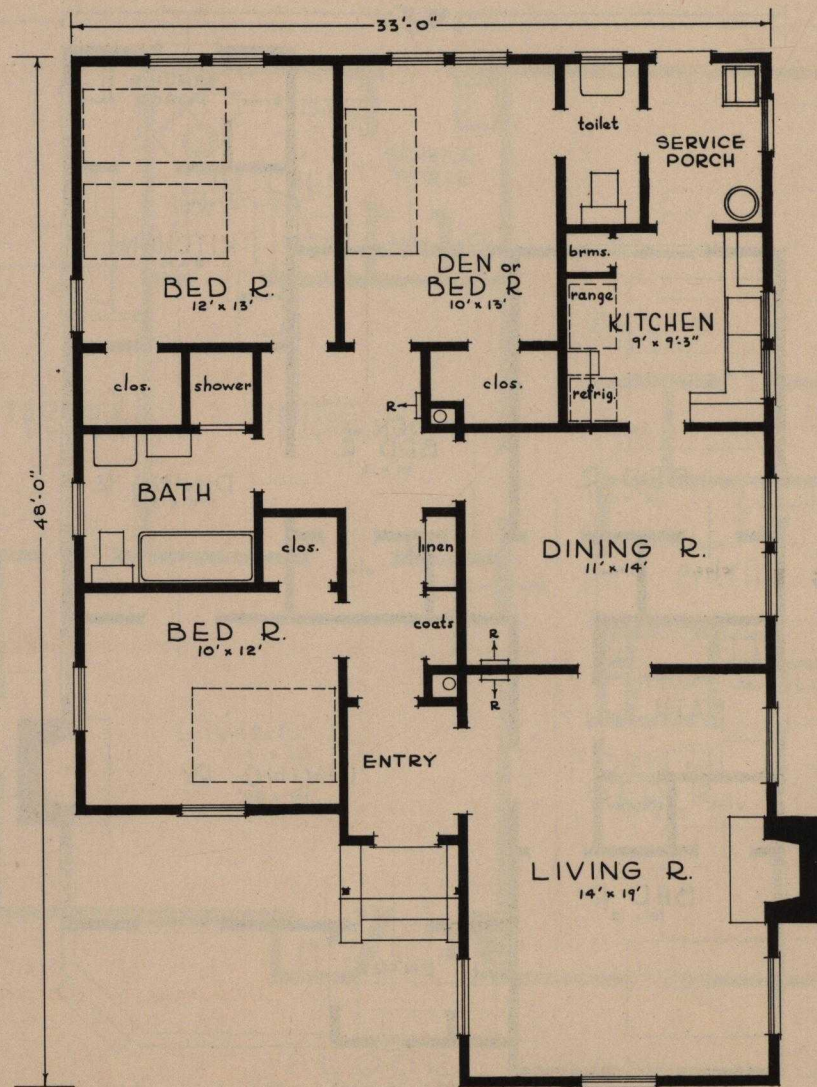 33'-0"
48'-0"
toilet
SERVICE
PORCH
brms.
BED R.
12' x 13'
DEN or
BED R
10' x 13'
range
KITCHEN
9' x 9'-3"
clos.
shower
R
clos.
refrig.
BATH
clos.
linen
DINING R.
11' x 14'
BED R.
10' x 12'
coats
R
R
ENTRY
LIVING R.
14' x 19'